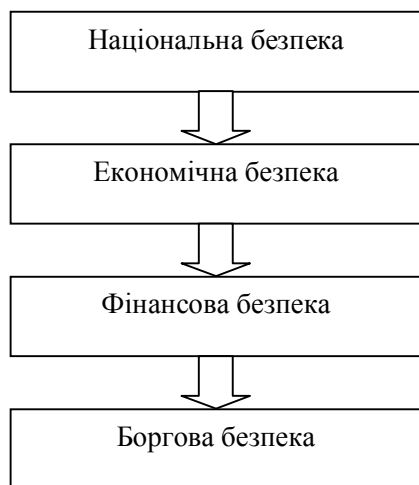 Національна безпека
Економічна безпека
Фінансова безпека
Боргова безпека